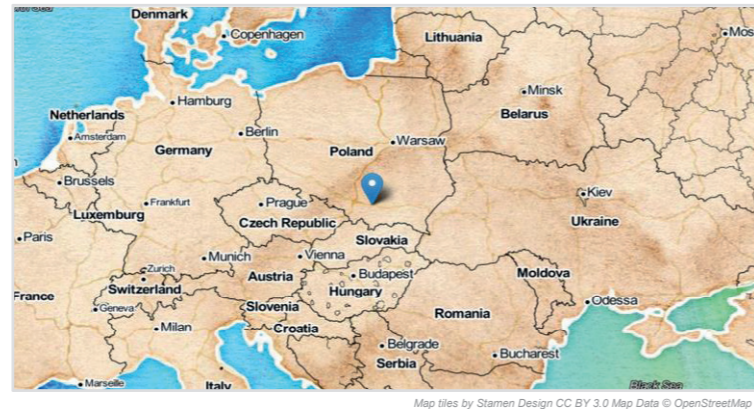 Denmark
Copenhagen
Lithuania
Mos
Minsk
Hamburg
Netherlands
Belarus
Amsterdam
Berlin
Warsaw
Germany
Poland
Brussels
Kiev
Frankfurt
Prague
Luxemburg
Czech Republic
Ukraine
Paris
Slovakia
Munich
Vienna
Zurich
Austria
Budapest
Moldova
Switzerland
Hungary
France
Geneva
Slovenia
Romania
Odessa
Milan
Croatia
Belgrade
Bucharest
Serbia
Marseille
Italy
Black Sea
Map tiles by Stamen Design CC BY 3.0 Map Data © OpenStreetMap